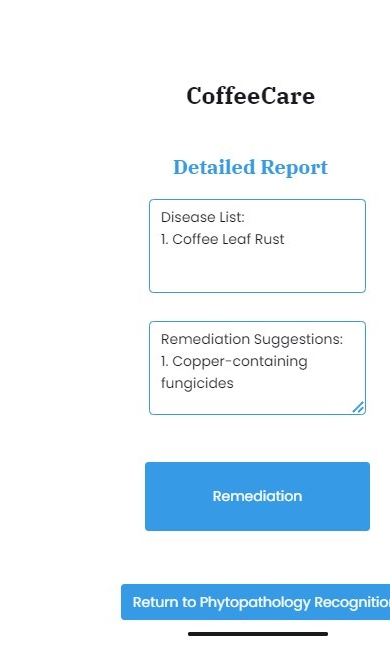 CoffeeCare
Detailed Report
Disease List:
1. Coffee Leaf Rust
Remediation Suggestions:
1. Copper-containing
fungicides
Remediation
Return to Phytopathology Recognitio